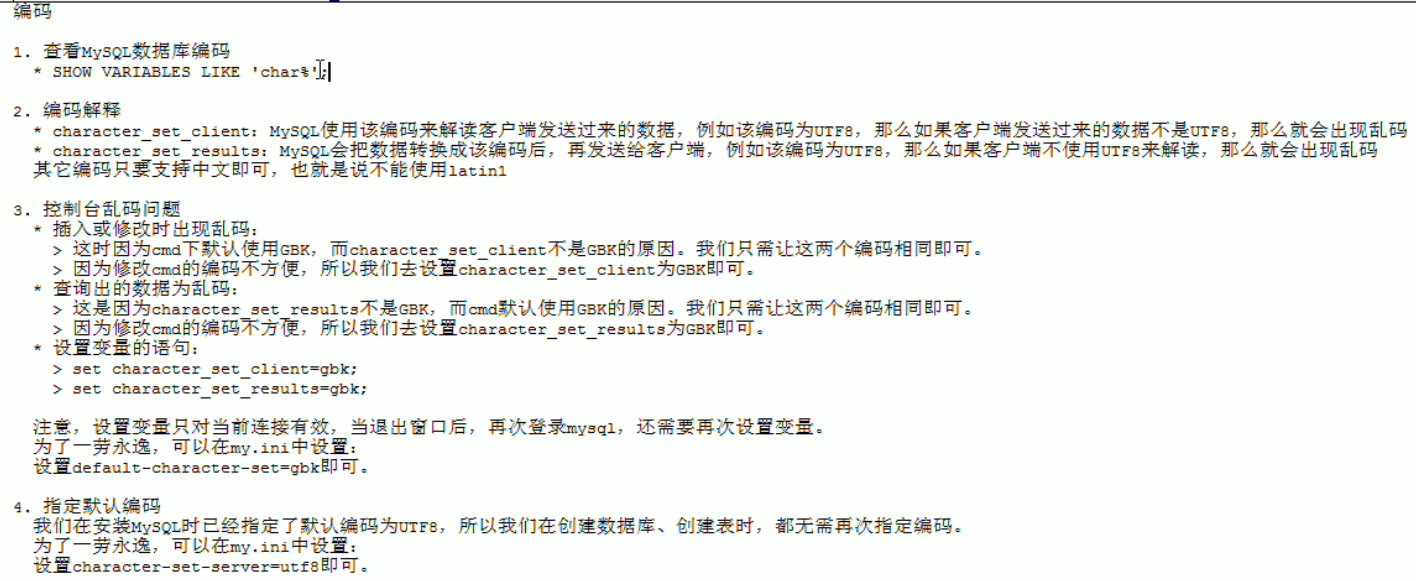 编码
1. 查看MySQL数据库编码
* SHOW VARIABLES LIKE 'char%';
2. 编码解释
* character_set_client：MySQL使用该编码来解读客户端发送过来的数据，例如该编码为UTF8，那么如果客户端发送过来的数据不是UTF8，那么就会出现乱码
* character_set_results：MySQL会把数据转换成该编码后，再发送给客户端，例如该编码为UTF8，那么如果客户端不使用UTF8来解读，那么就会出现乱码
其它编码只要支持中文即可，也就是说不能使用latin1
3. 控制台乱码问题
* 插入或修改时出现乱码：
> 这时因为cmd下默认使用GBK，而character_set_client不是GBK的原因。我们只需让这两个编码相同即可。
> 因为修改cmd的编码不方便，所以我们去设置character_set_client为GBK即可。
* 查询出的数据为乱码：
> 这是因为character_set_results不是GBK，而cmd默认使用GBK的原因。我们只需让这两个编码相同即可。
> 因为修改cmd的编码不方便，所以我们去设置character_set_results为GBK即可。
* 设置变量的语句：
> set character_set_client=gbk;
> set character_set_results=gbk;
注意，设置变量只对当前连接有效，当退出窗口后，再次登录mysql，还需要再次设置变量。
为了一劳永逸，可以在my.ini中设置：
设置default-character-set=gbk即可。
4. 指定默认编码
我们在安装MySQL时已经指定了默认编码为UTF8，所以我们在创建数据库、创建表时，都无需再次指定编码。
为了一劳永逸，可以在my.ini中设置：
设置character-set-server=utf8即可。